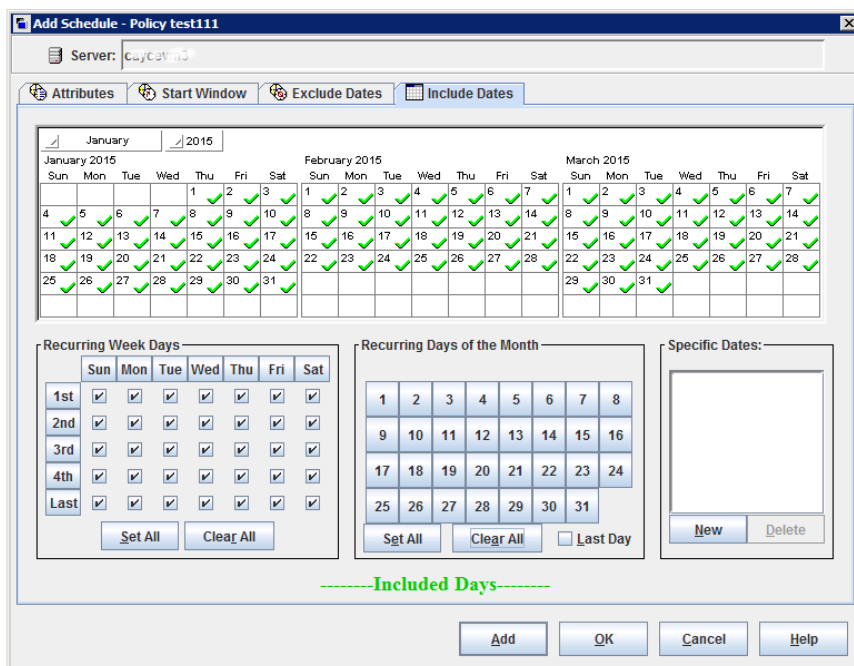 Add Schedule - Policy test111
Server:
Attributes Start Window Exclude Dates Include Dates
January 2015
January 2015 February 2015 March 2015
Sun Mon Tue Wed Thu Fri Sat Sun Mon Tue Wed Thu Fri Sat Sun Mon Tue Wed Thu Fri Sat
1 2 3 1 2 3 4 5 6 7 1 2 3 4 5 6 7
4 5 6 7 8 9 10 8 9 10 11 12 13 14 8 9 10 11 12 13 14
11 12 13 14 15 16 17 15 16 17 18 19 20 21 15 16 17 18 19 20 21
18 19 20 21 22 23 24 22 23 24 25 26 27 28 22 23 24 25 26 27 28
25 26 27 28 29 30 31 29 30 31
Recurring Week Days Recurring Days of the Month Specific Dates:
Sun Mon Tue Wed Thu Fri Sat
1st 1 2 3 4 5 6 7 8
2nd 9 10 11 12 13 14 15 16
3rd 17 18 19 20 21 22 23 24
4th 25 26 27 28 29 30 31
Last
Set All Clear All Set All Clear All Last Day New Delete
--------Included Days--------
Add OK Cancel Help